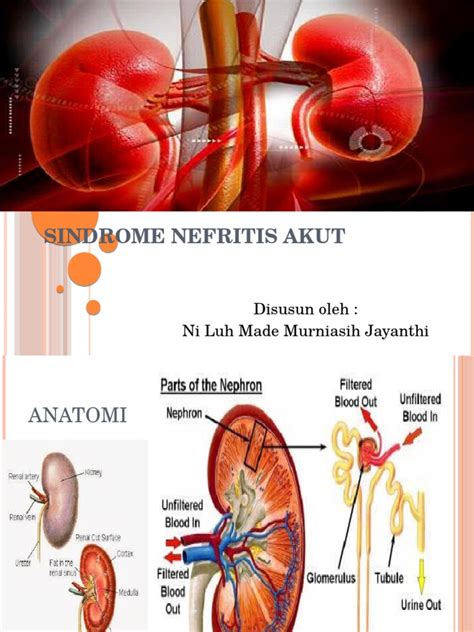 SINDROME NEFRITIS AKUT
Disusun oleh :
Ni Luh Made Murniasih Jayanthi
ANATOMI
Renal artery
Kidney
Renal vein
Ureter
Renal Cut Surface
Fat in the
renal sinus
Cortex
Medulla
Parts of the Nephron
Nephron
Unfiltered
Blood In
Filtered
Blood Out
Filtered
Blood Out
Unfiltered
Blood In
Glomerulus
Tubule
Urine Out